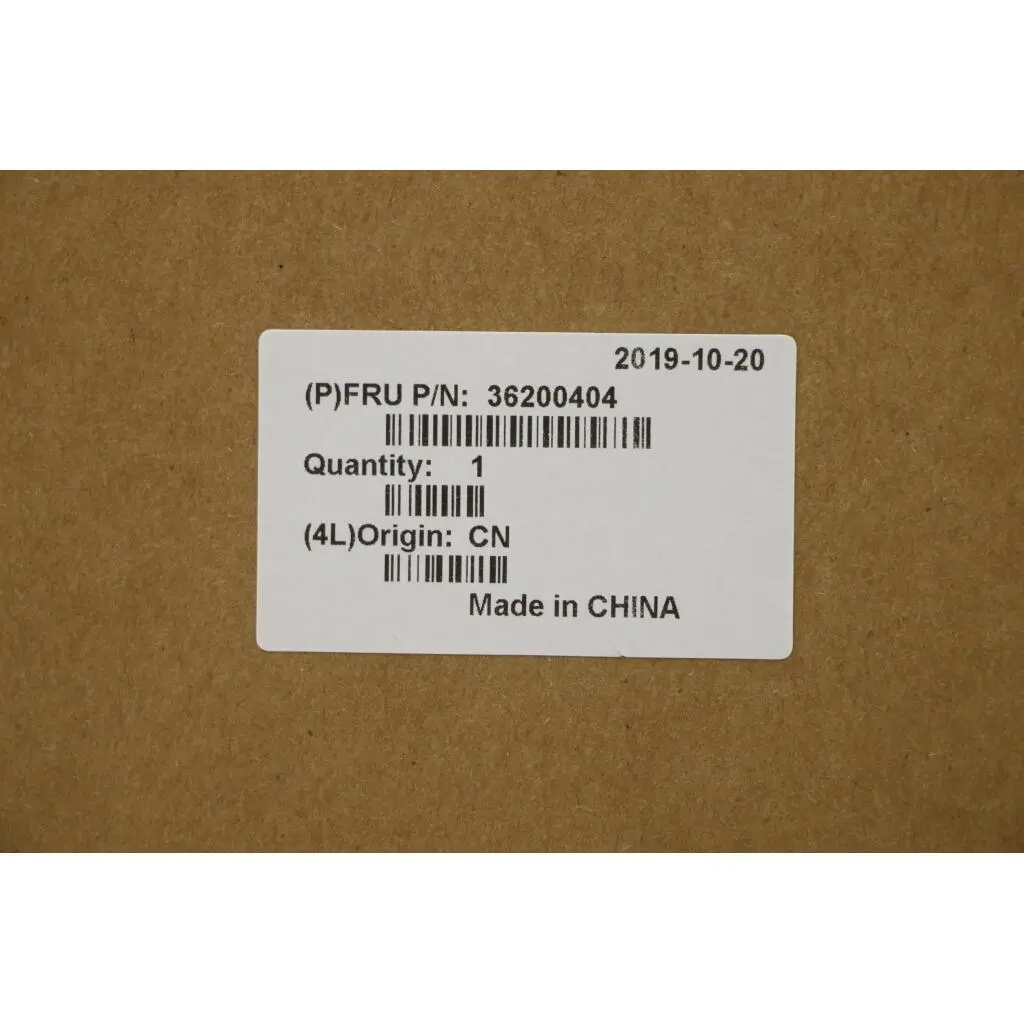 2019-10-20
(P)FRU P/N: 36200404
Quantity: 1
(4L)Origin: CN
Made in CHINA